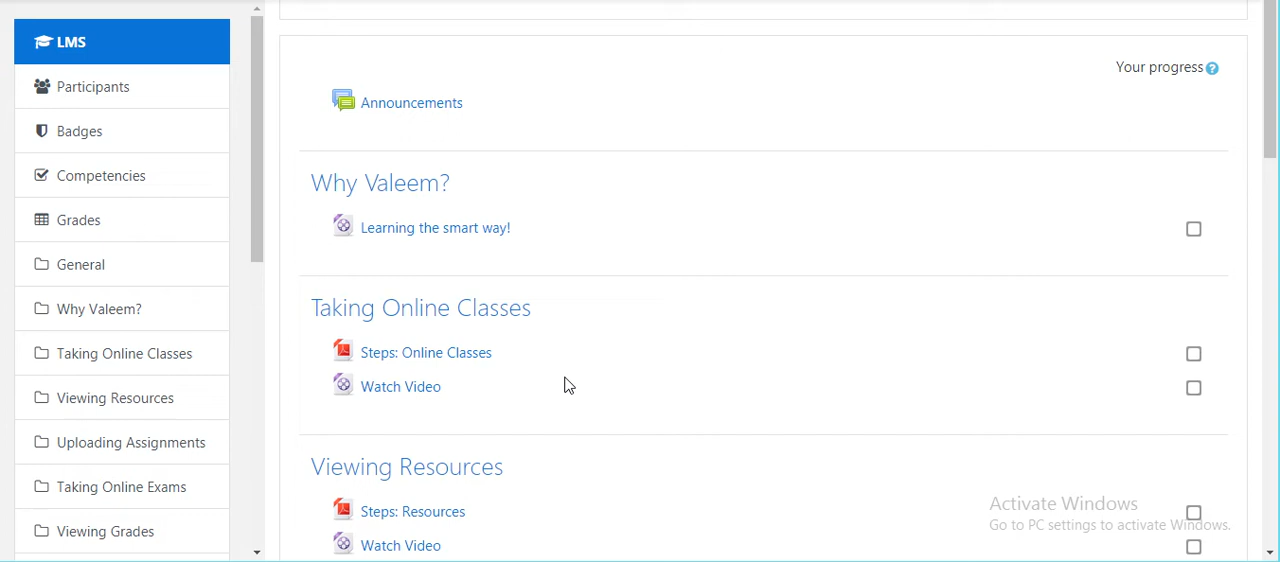 LMS
Participants
Badges
Competencies
Grades
General
Why Valeem?
Taking Online Classes
Viewing Resources
Uploading Assignments
Taking Online Exams
Viewing Grades
Your progress ?
Announcements
Why Valeem?
Learning the smart way!
Taking Online Classes
Steps: Online Classes
Watch Video
Viewing Resources
Steps: Resources
Watch Video
Activate Windows
Go to PC settings to activate Windows.